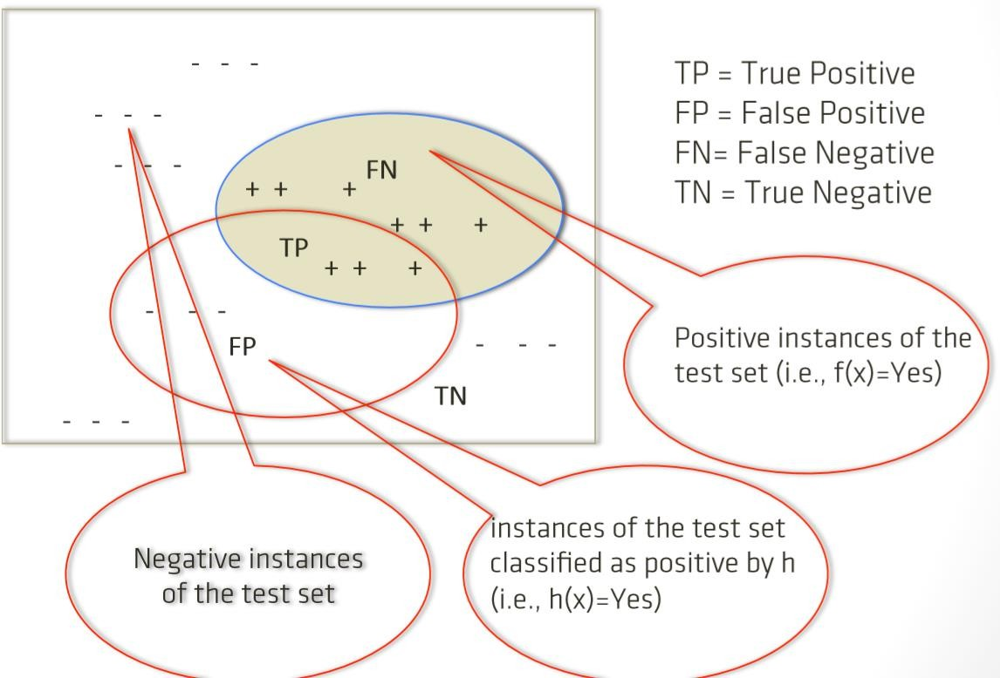 - - -
- - -
- - -
FN
+ + +
+ + +
TP
+ + +
- - -
FP
- - -
TN
- - -
TP = True Positive
FP = False Positive
FN= False Negative
TN = True Negative
Positive instances of the
test set (i.e., f(x)=Yes)
Negative instances
of the test set
instances of the test set
classified as positive by h
(i.e., h(x)=Yes)